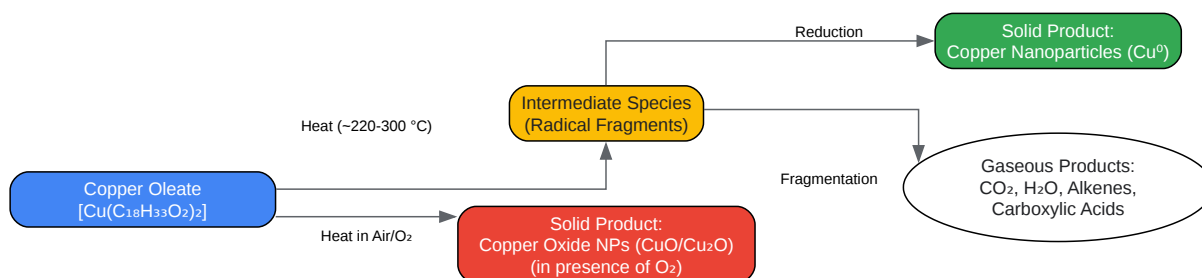 Reduction
Solid Product:
Copper Nanoparticles (Cu⁰)
Intermediate Species
(Radical Fragments)
Heat (~220-300 °C)
Gaseous Products:
CO₂, H₂O, Alkenes,
Carboxylic Acids
Fragmentation
Copper Oleate
[Cu(C₁₈H₃₃O₂)₂]
Heat in Air/O₂
Solid Product:
Copper Oxide NPs (CuO/Cu₂O)
(in presence of O₂)